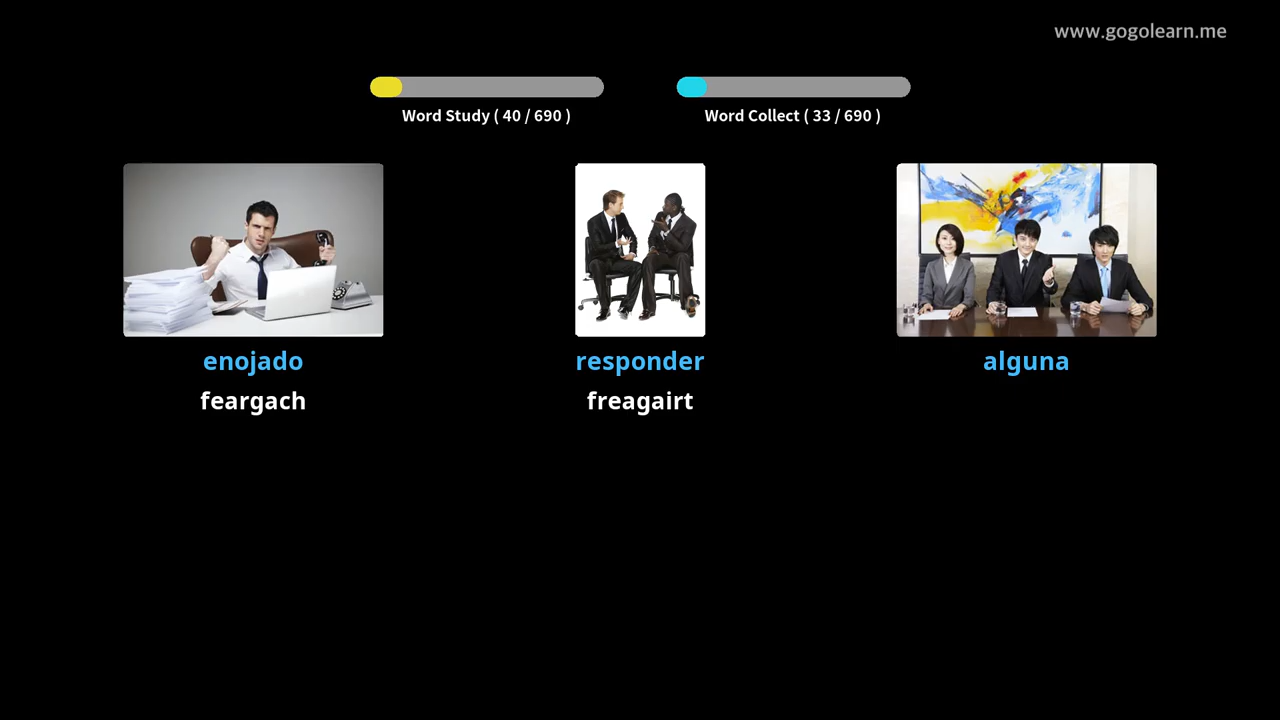 www.gogolearn.me
Word Study ( 40 / 690 )
Word Collect ( 33 / 690 )
enojado
responder
alguna
feargach
freagairt